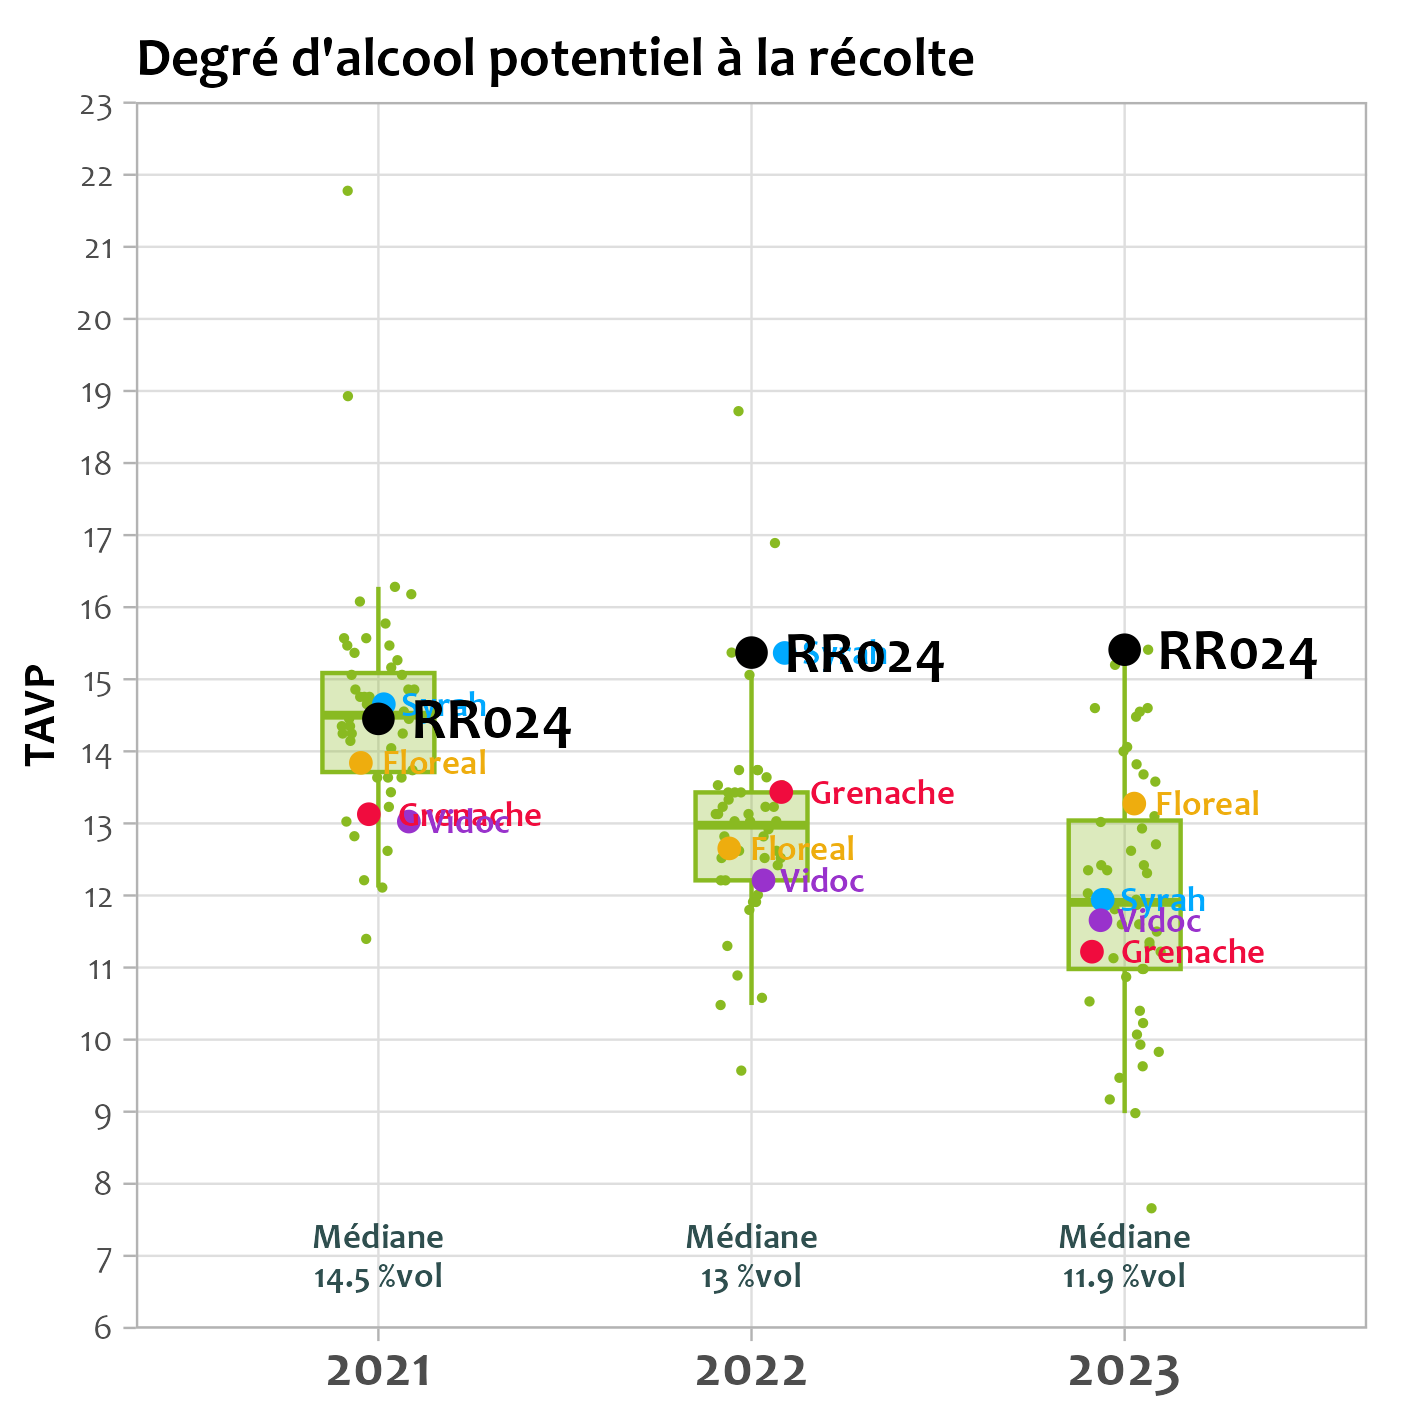 Degré d'alcool potentiel à la récolte
TAVP
23
22
21
20
19
18
17
16
15
14
13
12
11
10
9
8
7
6
Syrah
RR024
Floreal
Grenache
Vidoc
RR024
Syrah
Grenache
Floreal
Vidoc
RR024
Floreal
Syrah
Vidoc
Grenache
Médiane
14.5 %vol
Médiane
13 %vol
Médiane
11.9 %vol
2021
2022
2023